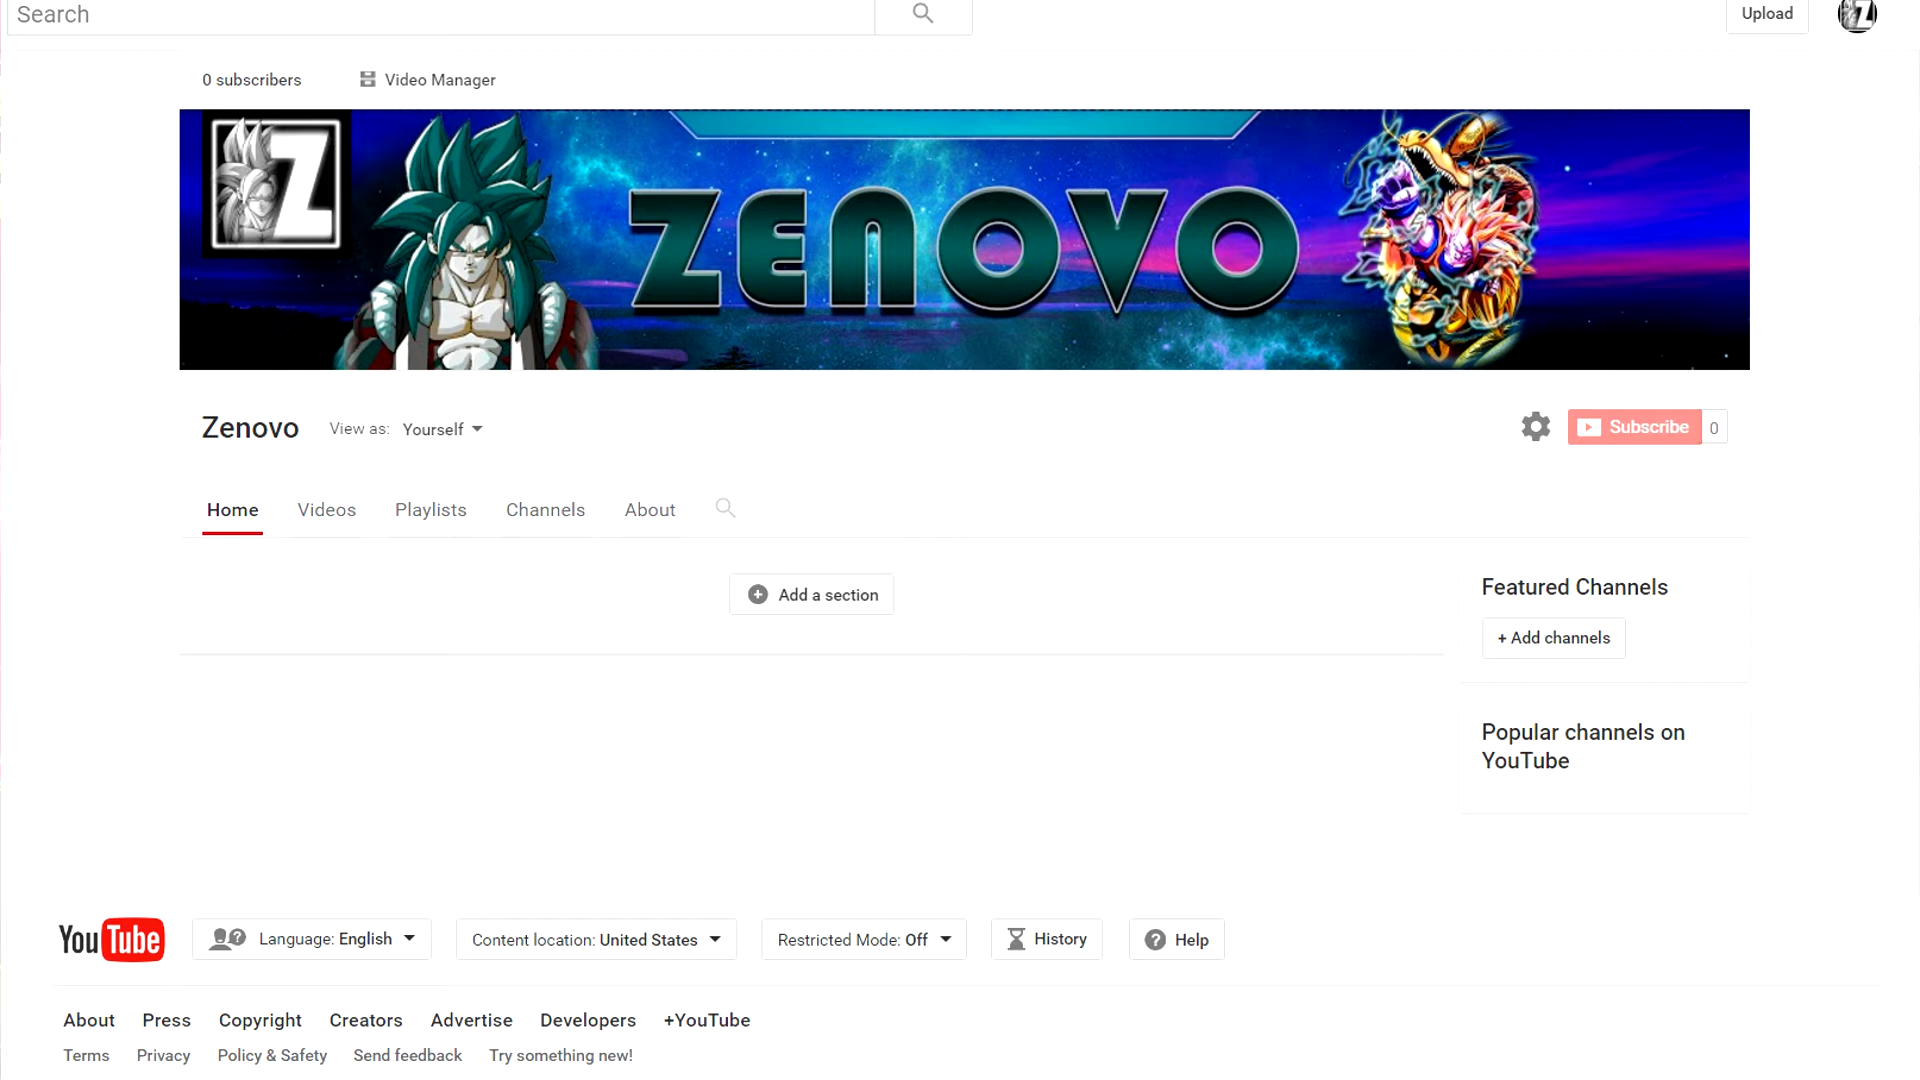 Search
Upload
Z
0 subscribers
Video Manager
Z
ZENOVO
Zenovo
View as: Yourself
Subscribe 0
Home Videos Playlists Channels About
Add a section
Featured Channels
+ Add channels
Popular channels on
YouTube
YouTube
Language: English
Content location: United States
Restricted Mode: Off
History
Help
About Press Copyright Creators Advertise Developers +YouTube
Terms Privacy Policy & Safety Send feedback Try something new!